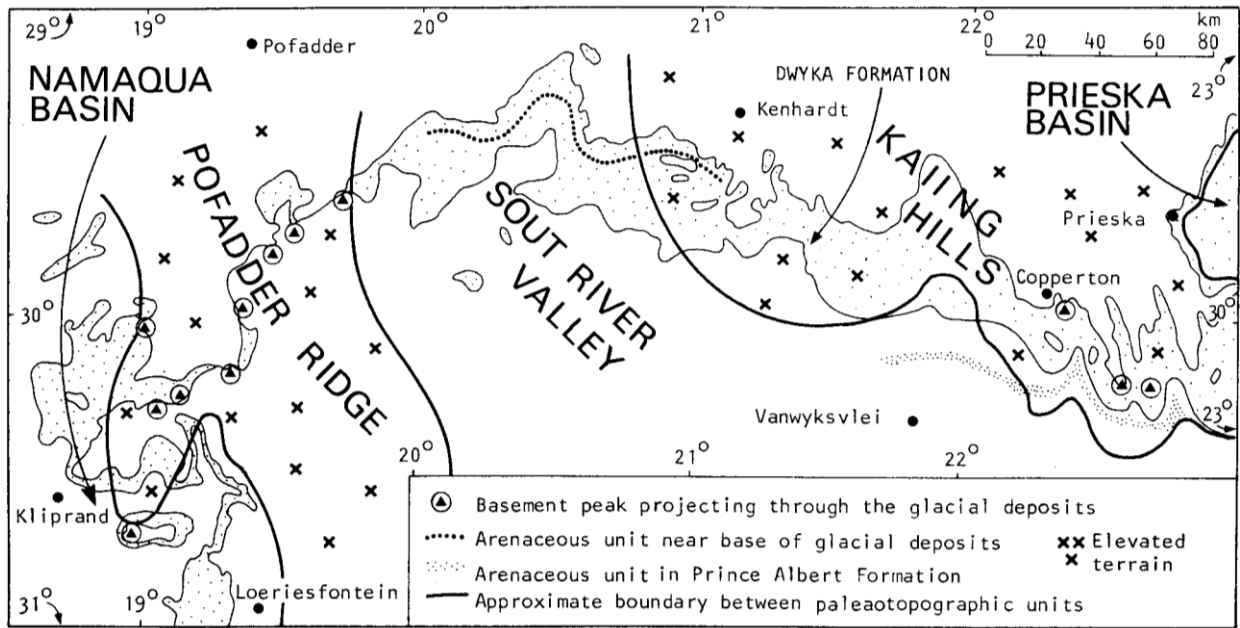 29°
19°
20°
21°
22°
km
0 20 40 60 80
Pofadder
NAMAQUA
BASIN
DWYKA FORMATION
Kenhardt
PRIESKA
BASIN
23°
POFADDER
RIDGE
SOUT RIVER
VALLEY
KAIING
HILLS
Prieska
Copperton
30°
30°
Vanwyksvlei
23°
20°
21°
22°
Kliprand
Loeriesfontein
31°
19°
Basement peak projecting through the glacial deposits
Arenaceous unit near base of glacial deposits
Elevated
terrain
Arenaceous unit in Prince Albert Formation
Approximate boundary between paleaotopographic units